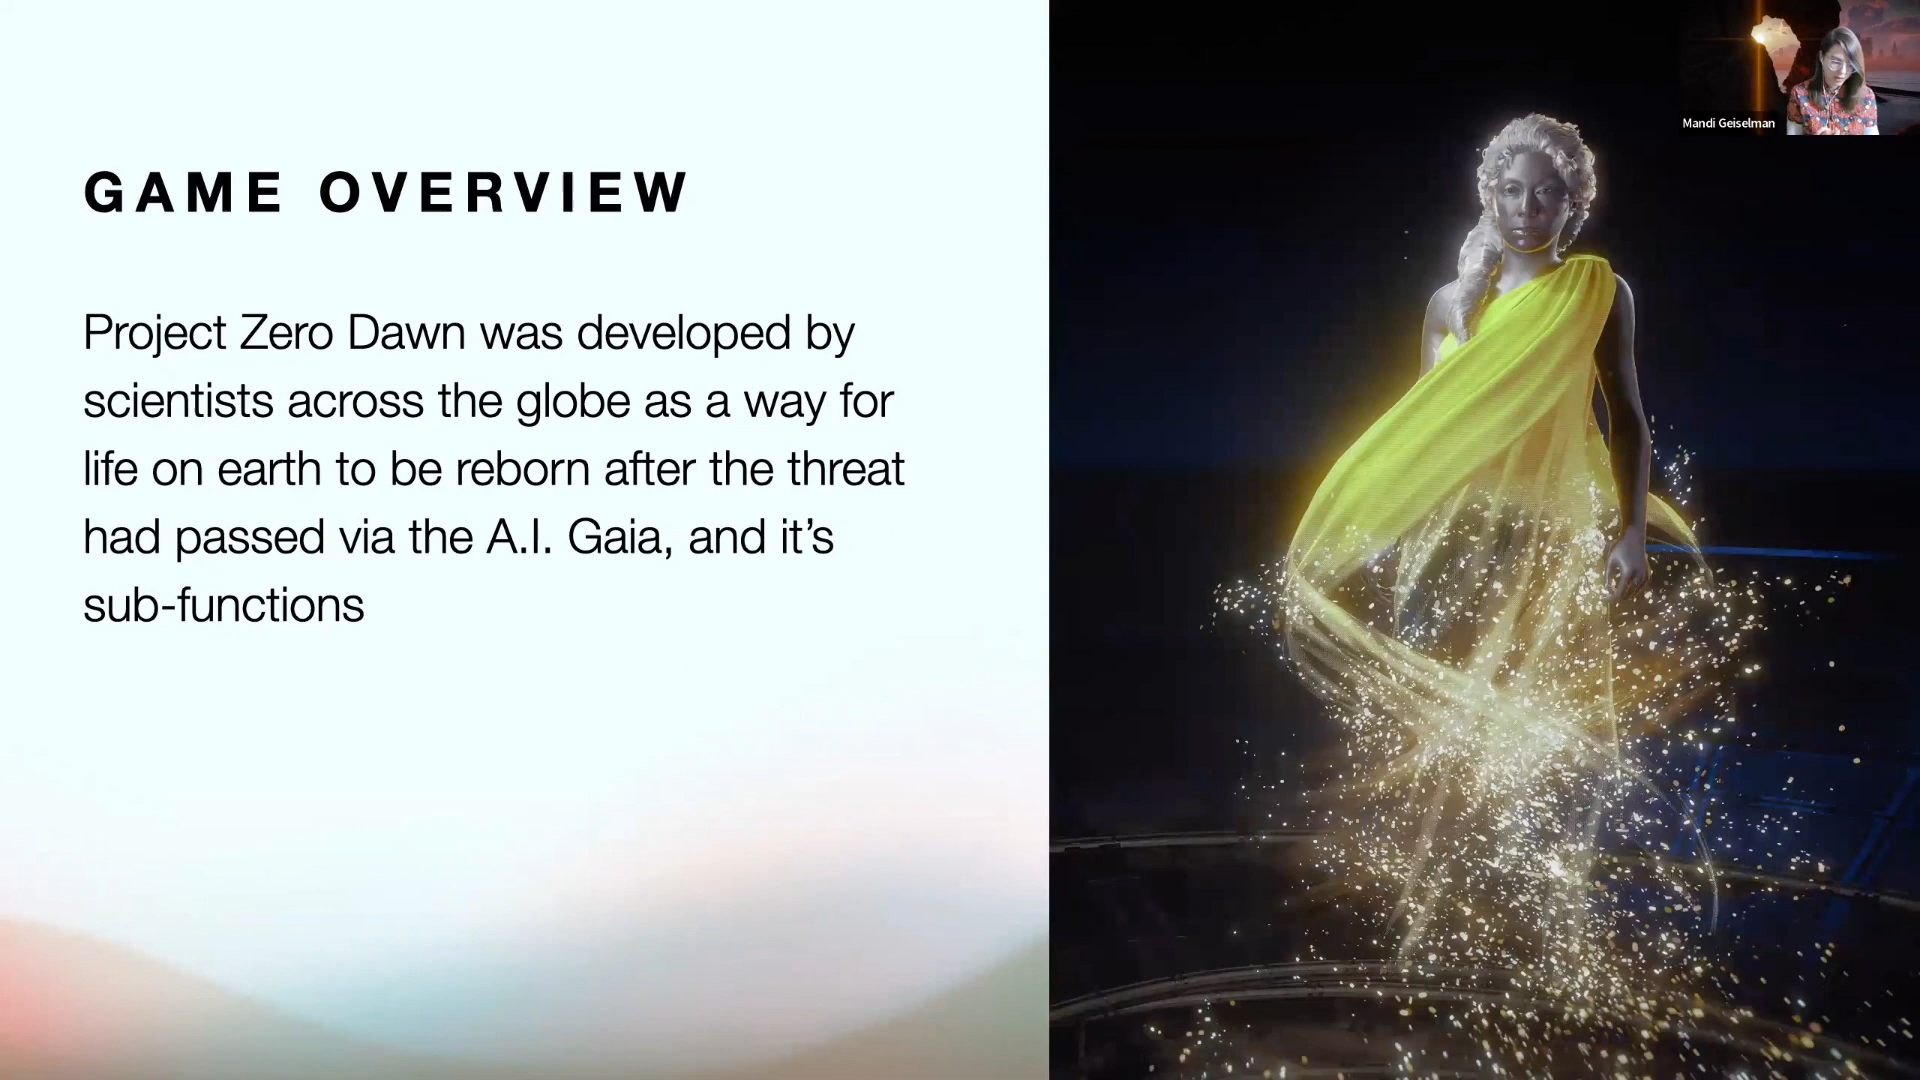 GAME OVERVIEW
Project Zero Dawn was developed by
scientists across the globe as a way for
life on earth to be reborn after the threat
had passed via the A.I. Gaia, and it’s
sub-functions
Mandi Geiselman